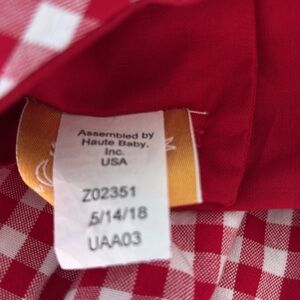 Assembled by
Haute Baby,
Inc.
USA
Z02351
5/14/18
UAA03